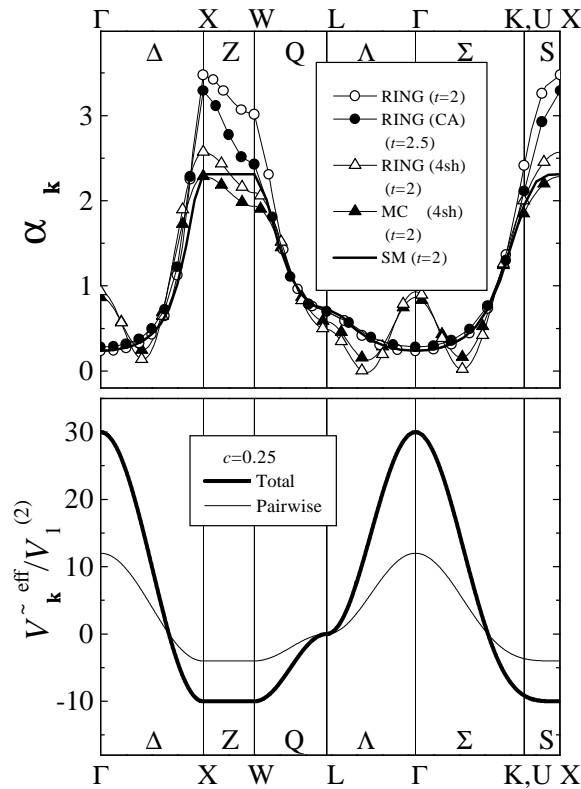 Γ X W L Γ K,U X
Δ Z Q Λ Σ S
RING (t=2)
RING (CA)
(t=2.5)
RING (4sh)
(t=2)
MC (4sh)
(t=2)
SM (t=2)
3
2
1
0
α k
c=0.25
Total
Pairwise
30
20
10
0
-10
V~ k eff/V1(2)
Δ Z Q Λ Σ S
Γ X W L Γ K,U X